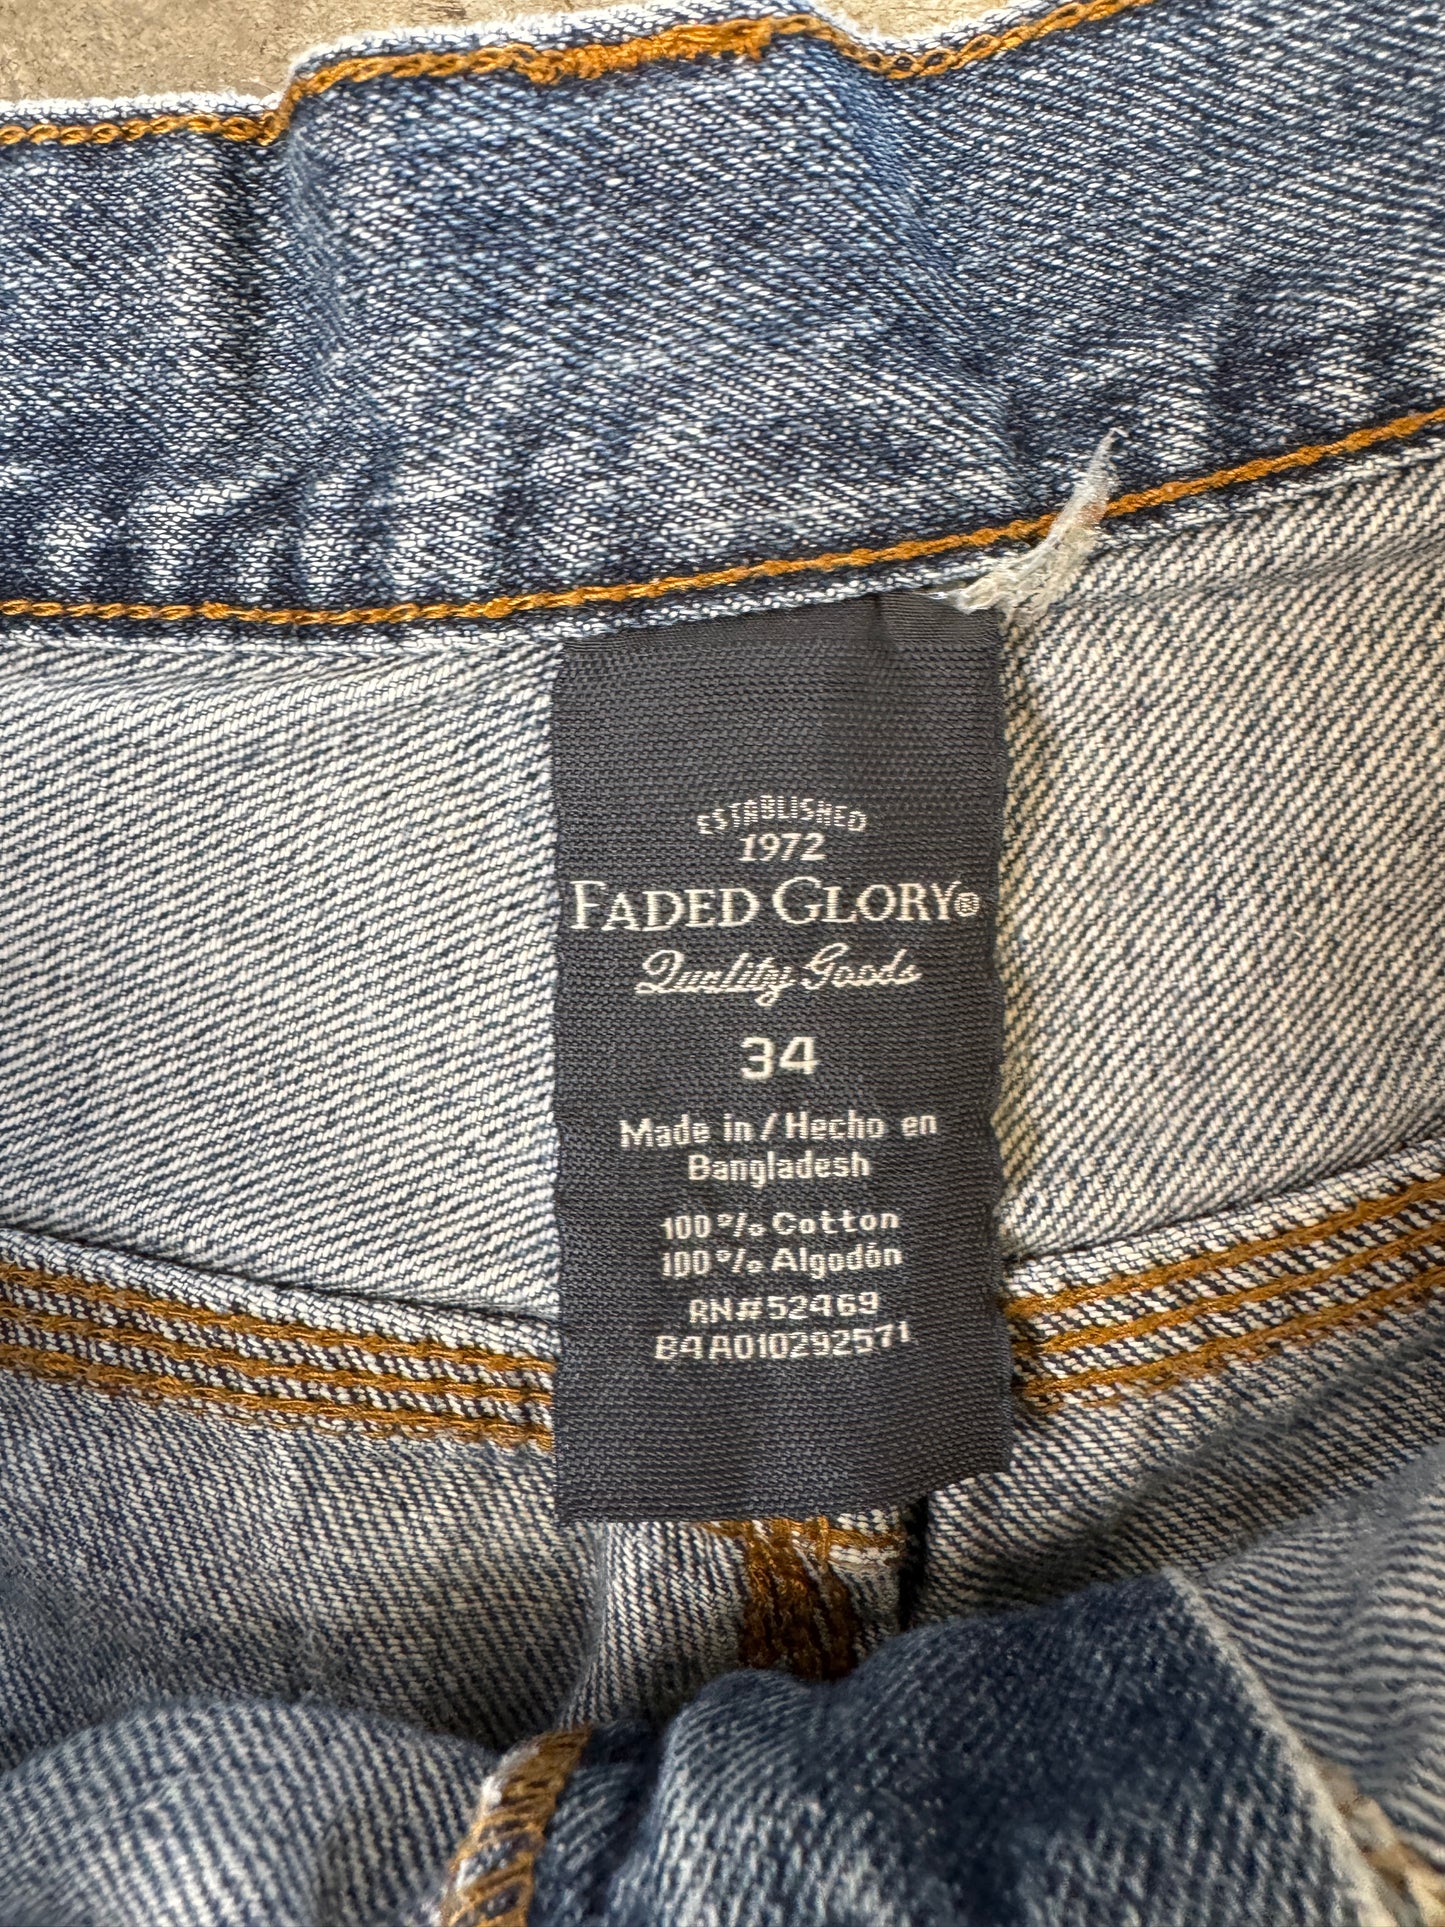 ESTABLISHED
1972
FADED GLORY®
Quality Goods
34
Made in/Hecho en
Bangladesh
100% Cotton
100% Algodón
RN#52469
B4A010292571